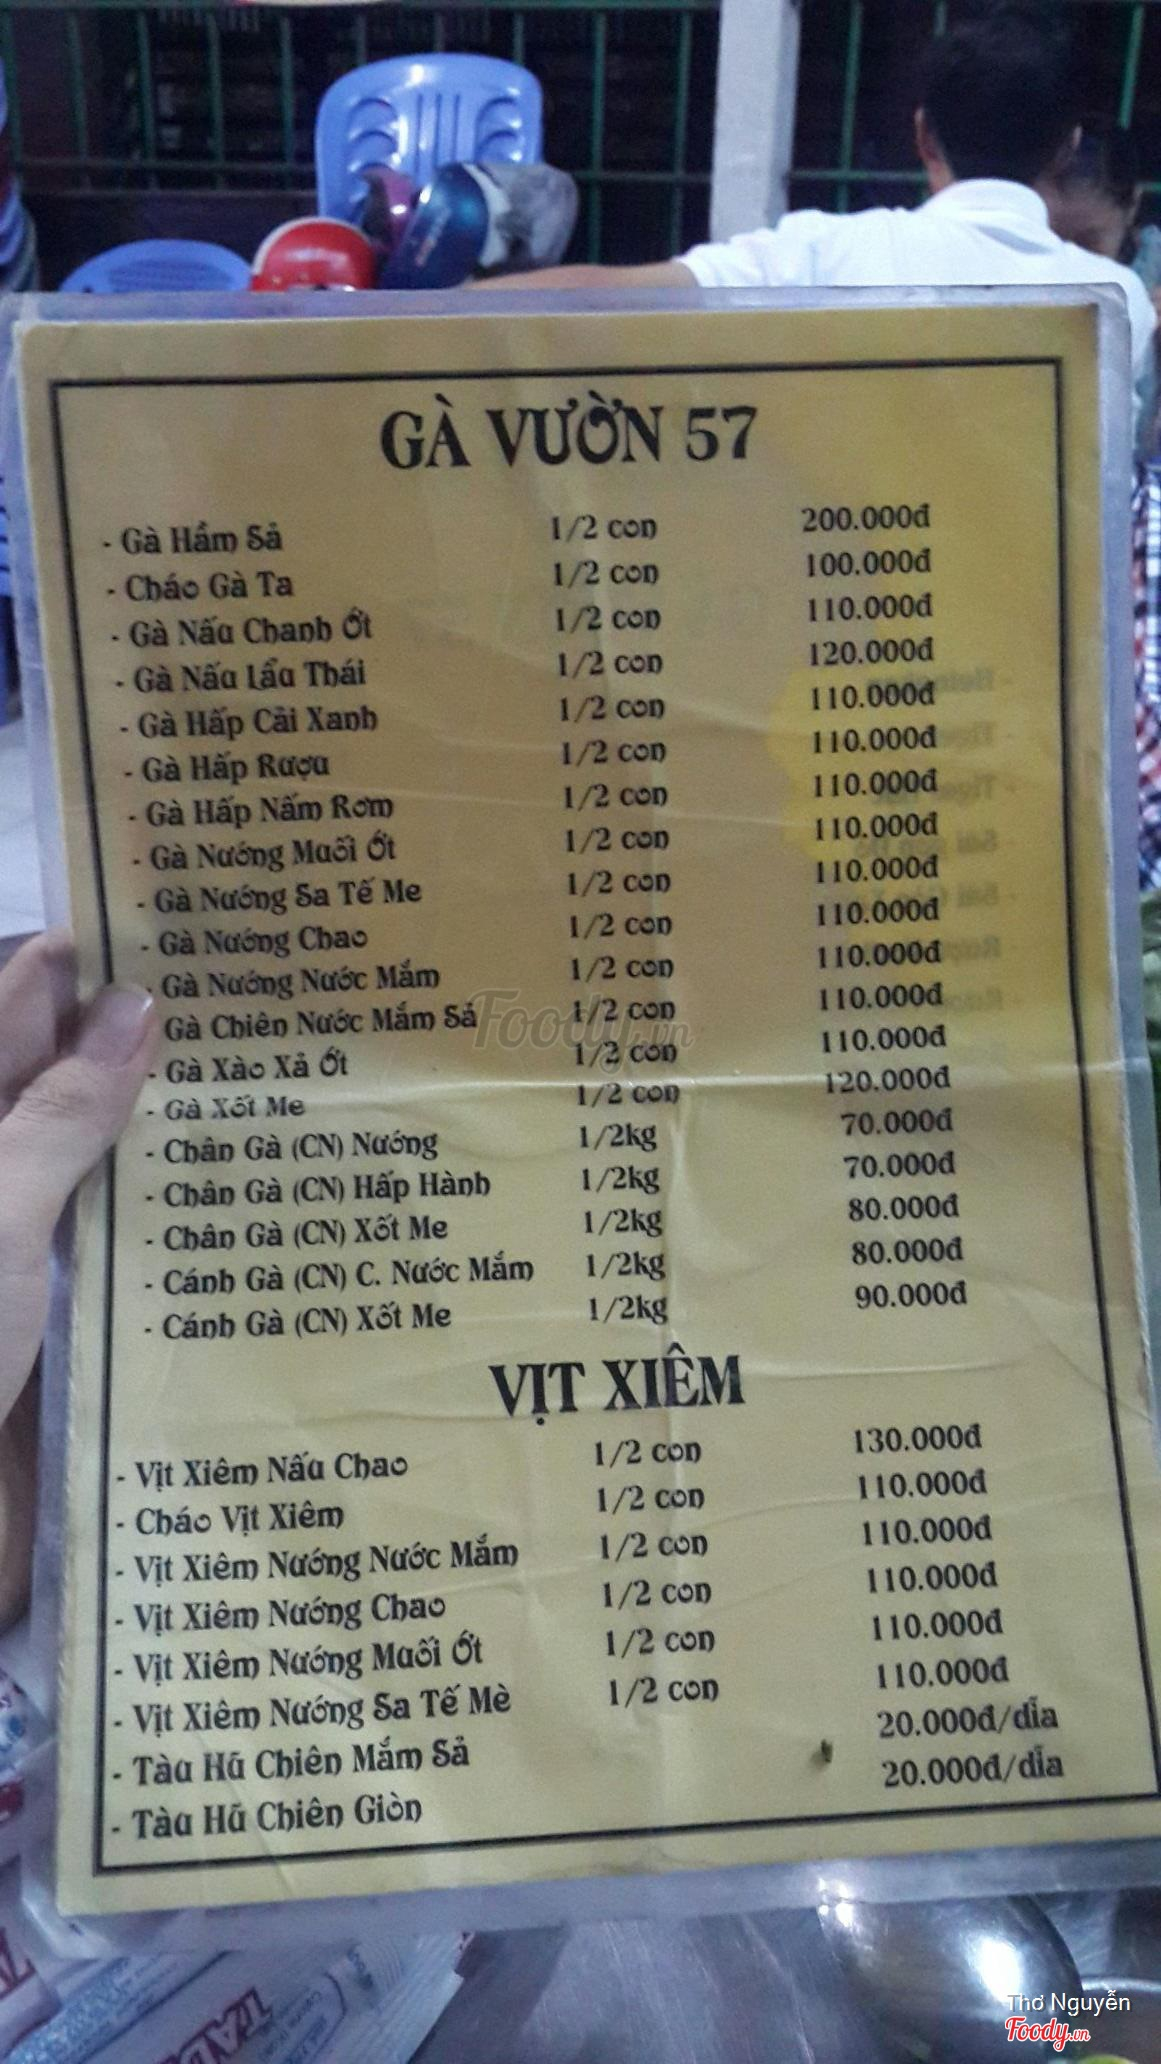 GÀ VƯỜN 57
- Gà Hầm Sả 1/2 con 200.000đ
- Cháo Gà Ta 1/2 con 100.000đ
- Gà Nấu Chanh Ớt 1/2 con 110.000đ
- Gà Nấu Lẩu Thái 1/2 con 120.000đ
- Gà Hấp Cải Xanh 1/2 con 110.000đ
- Gà Hấp Rượu 1/2 con 110.000đ
- Gà Hấp Nấm Rơm 1/2 con 110.000đ
- Gà Nướng Muối Ớt 1/2 con 110.000đ
- Gà Nướng Sa Tế Me 1/2 con 110.000đ
- Gà Nướng Chao 1/2 con 110.000đ
- Gà Nướng Nước Mắm 1/2 con 110.000đ
Gà Chiên Nước Mắm Sả 1/2 con 110.000đ
- Gà Xào Xả Ớt 1/2 con 110.000đ
- Gà Xốt Me 1/2 con 120.000đ
- Chân Gà (CN) Nướng 1/2kg 70.000đ
- Chân Gà (CN) Hấp Hành 1/2kg 70.000đ
- Chân Gà (CN) Xốt Me 1/2kg 80.000đ
- Cánh Gà (CN) C. Nước Mắm 1/2kg 80.000đ
- Cánh Gà (CN) Xốt Me 1/2kg 90.000đ
VỊT XIÊM
- Vịt Xiêm Nấu Chao 1/2 con 130.000đ
- Cháo Vịt Xiêm 1/2 con 110.000đ
- Vịt Xiêm Nướng Nước Mắm 1/2 con 110.000đ
- Vịt Xiêm Nướng Chao 1/2 con 110.000đ
- Vịt Xiêm Nướng Muối Ớt 1/2 con 110.000đ
- Vịt Xiêm Nướng Sa Tế Mè 1/2 con 110.000đ
- Tàu Hũ Chiên Mắm Sả 20.000đ/dĩa
- Tàu Hũ Chiên Giòn 20.000đ/dĩa
Foody.vn
Thơ Nguyễn
Foody.vn